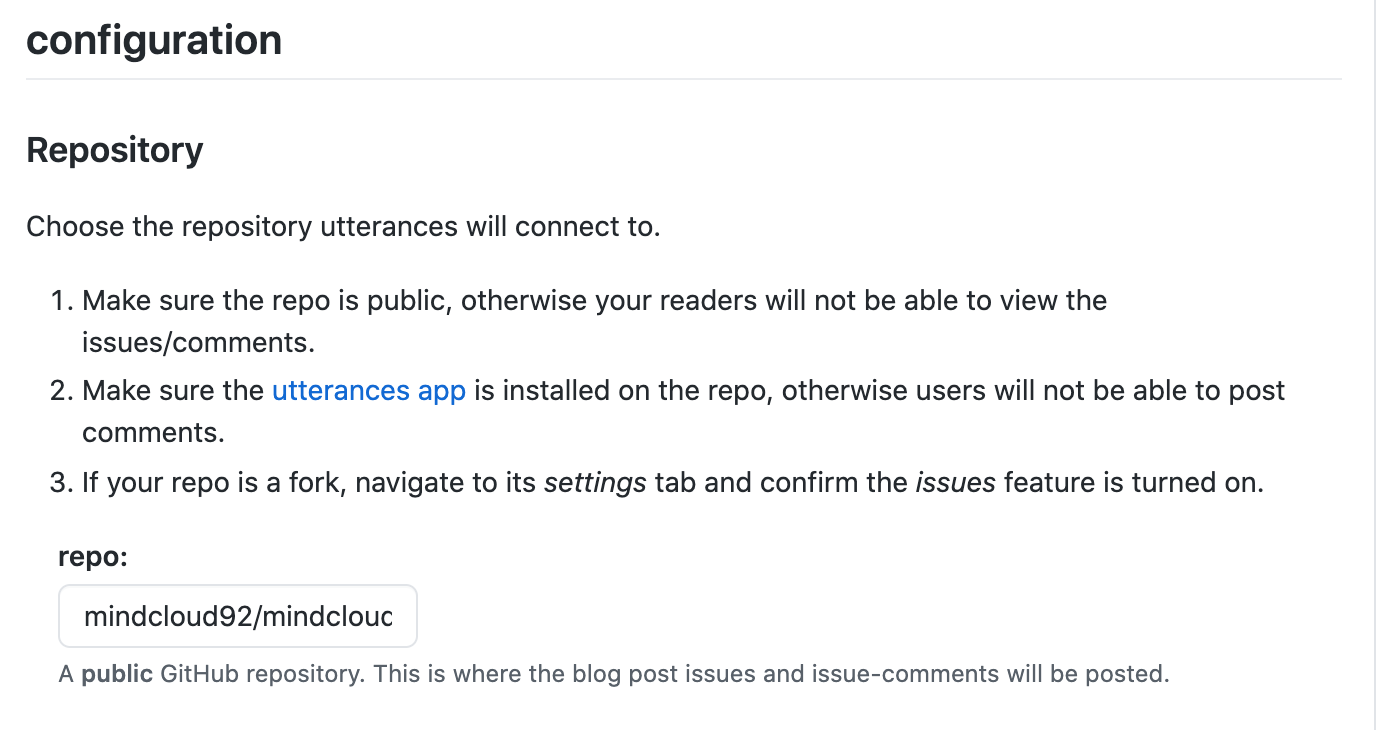 configuration
Repository
Choose the repository utterances will connect to.
1. Make sure the repo is public, otherwise your readers will not be able to view the
issues/comments.
2. Make sure the utterances app is installed on the repo, otherwise users will not be able to post
comments.
3. If your repo is a fork, navigate to its settings tab and confirm the issues feature is turned on.
repo:
mindcloud92/mindclouc
A public GitHub repository. This is where the blog post issues and issue-comments will be posted.